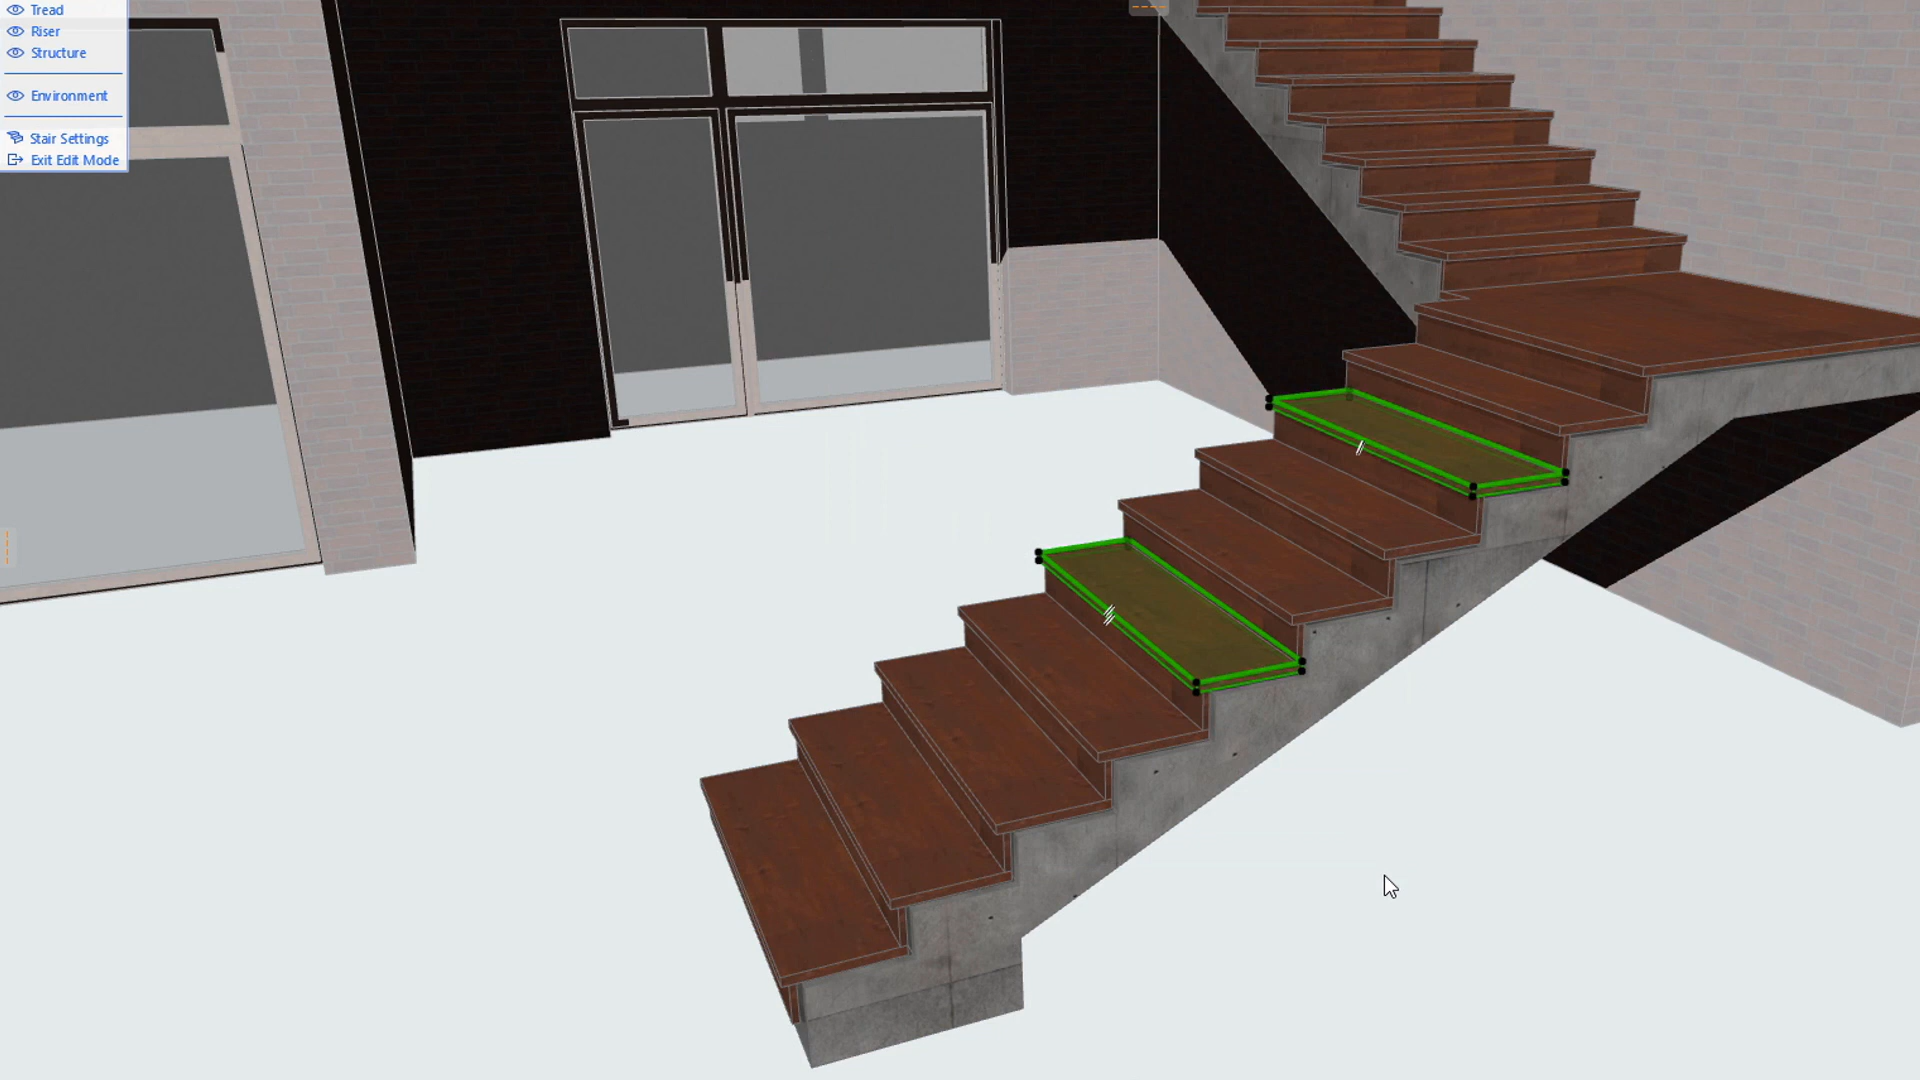 Tread
Riser
Structure
Environment
Stair Settings
Exit Edit Mode